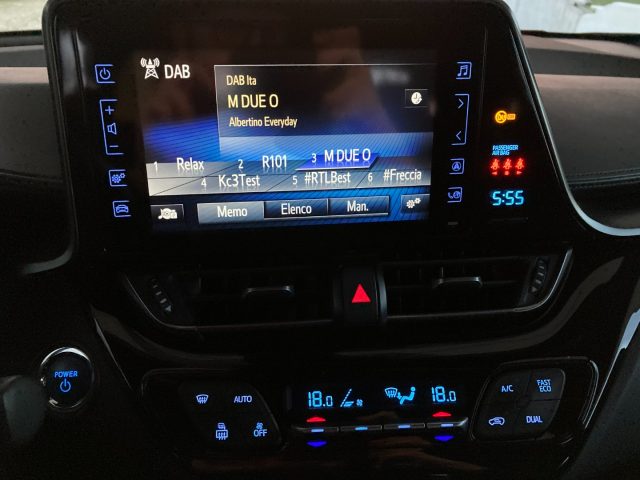 DAB
DAB Ita
M DUE O
Albertino Everyday
1 Relax 2 R101 3 M DUE O
4 Kc3Test 5 #RTLBest 6 #Freccia
Memo Elenco Man.
PASSENGER
AIR BAG
5:55
POWER
AUTO
OFF
18.0 18.0
A/C FAST
ECO
DUAL